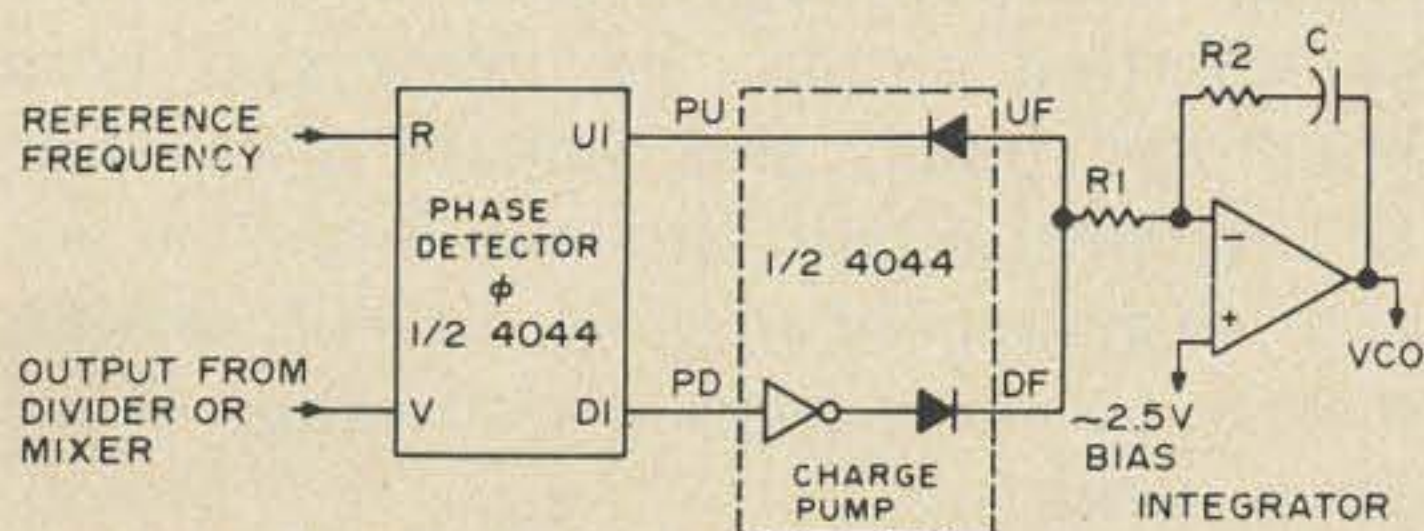 REFERENCE
FREQUENCY
R
UI
PU
UF
R1
R2
C
PHASE
DETECTOR
ϕ
1/2 4044
1/2 4044
−
+
VCO
OUTPUT FROM
DIVIDER OR
MIXER
V
DI
PD
DF
~2.5V
BIAS
CHARGE
PUMP
INTEGRATOR